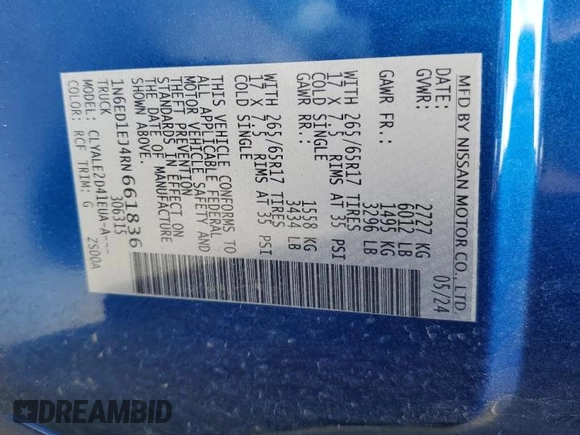 MFD BY NISSAN MOTOR CO., LTD.
DATE: 05/24
GVWR: 2727 KG
6012 LB
GAWR FR: 1495 KG
3296 LB
WITH 265/65R17 TIRES
17 X 7.5 RIMS AT 35 PSI
COLD SINGLE
GAWR RR: 1558 KG
3434 LB
WITH 265/65R17 TIRES
17 X 7.5 RIMS AT 35 PSI
COLD SINGLE
THIS VEHICLE CONFORMS TO
ALL APPLICABLE FEDERAL
MOTOR VEHICLE SAFETY AND
THEFT PREVENTION
STANDARDS IN EFFECT ON
THE DATE OF MANUFACTURE
SHOWN ABOVE.
1N6ED1EJ4RN661836
TRUCK 306315
MODEL: CLYALE2D41EUA-A---
COLOR: RCF TRIM: G 2S00A
DREAMBID